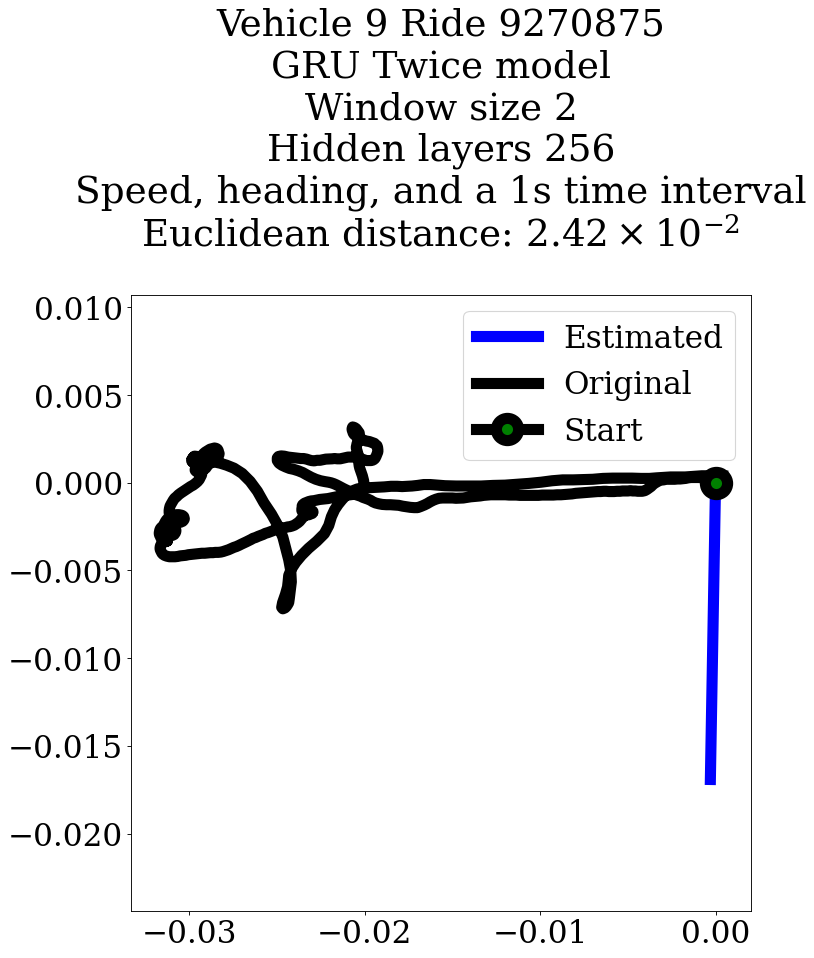 Vehicle 9 Ride 9270875
GRU Twice model
Window size 2
Hidden layers 256
Speed, heading, and a 1s time interval
Euclidean distance: 2.42 × 10⁻²
Estimated
Original
Start
0.010
0.005
0.000
−0.005
−0.010
−0.015
−0.020
−0.03 −0.02 −0.01 0.00